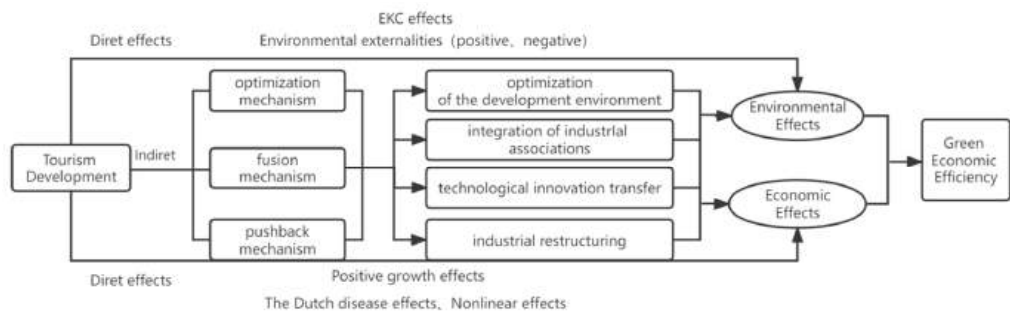 EKC effects
Diret effects
Environmental externalities (positive、negative)
optimization
mechanism
optimization
of the development environment
Environmental
Effects
integration of industrial
associations
Tourism
Development
Indiret
fusion
mechanism
Green
Economic
Efficiency
technological innovation transfer
Economic
Effects
pushback
mechanism
industrial restructuring
Diret effects
Positive growth effects
The Dutch disease effects、Nonlinear effects